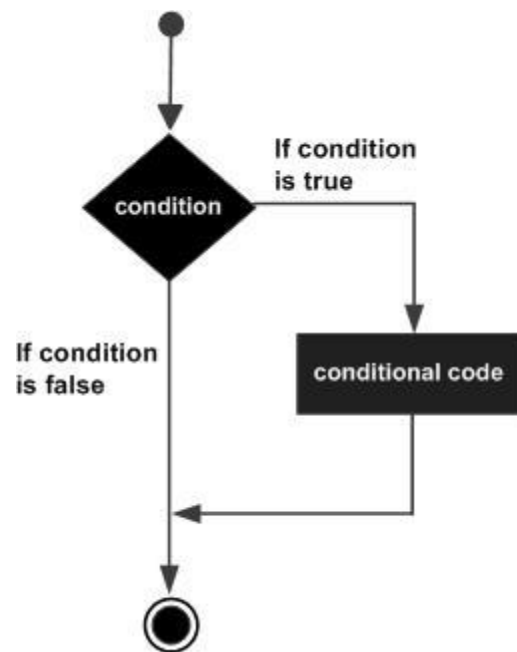 If condition
is true
condition
If condition
is false
conditional code